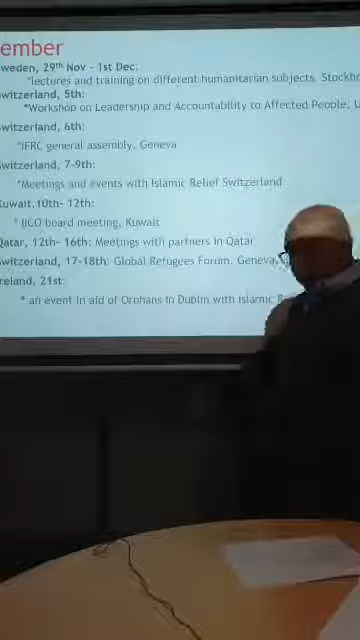 ember
weden, 29th Nov - 1st Dec:
*lectures and training on different humanitarian subjects. Stockho
witzerland, 5th:
*Workshop on Leadership and Accountability to Affected People, U
witzerland, 6th:
*IFRC general assembly, Geneva
witzerland, 7-9th:
*Meetings and events with Islamic Relief Switzerland
Kuwait.10th- 12th:
* IICO board meeting, Kuwait
Qatar, 12th- 16th: Meetings with partners in Qatar
Switzerland, 17-18th: Global Refugees Forum. Geneva,
reland, 21st:
* an event in aid of Orphans in Dublin with Islamic R